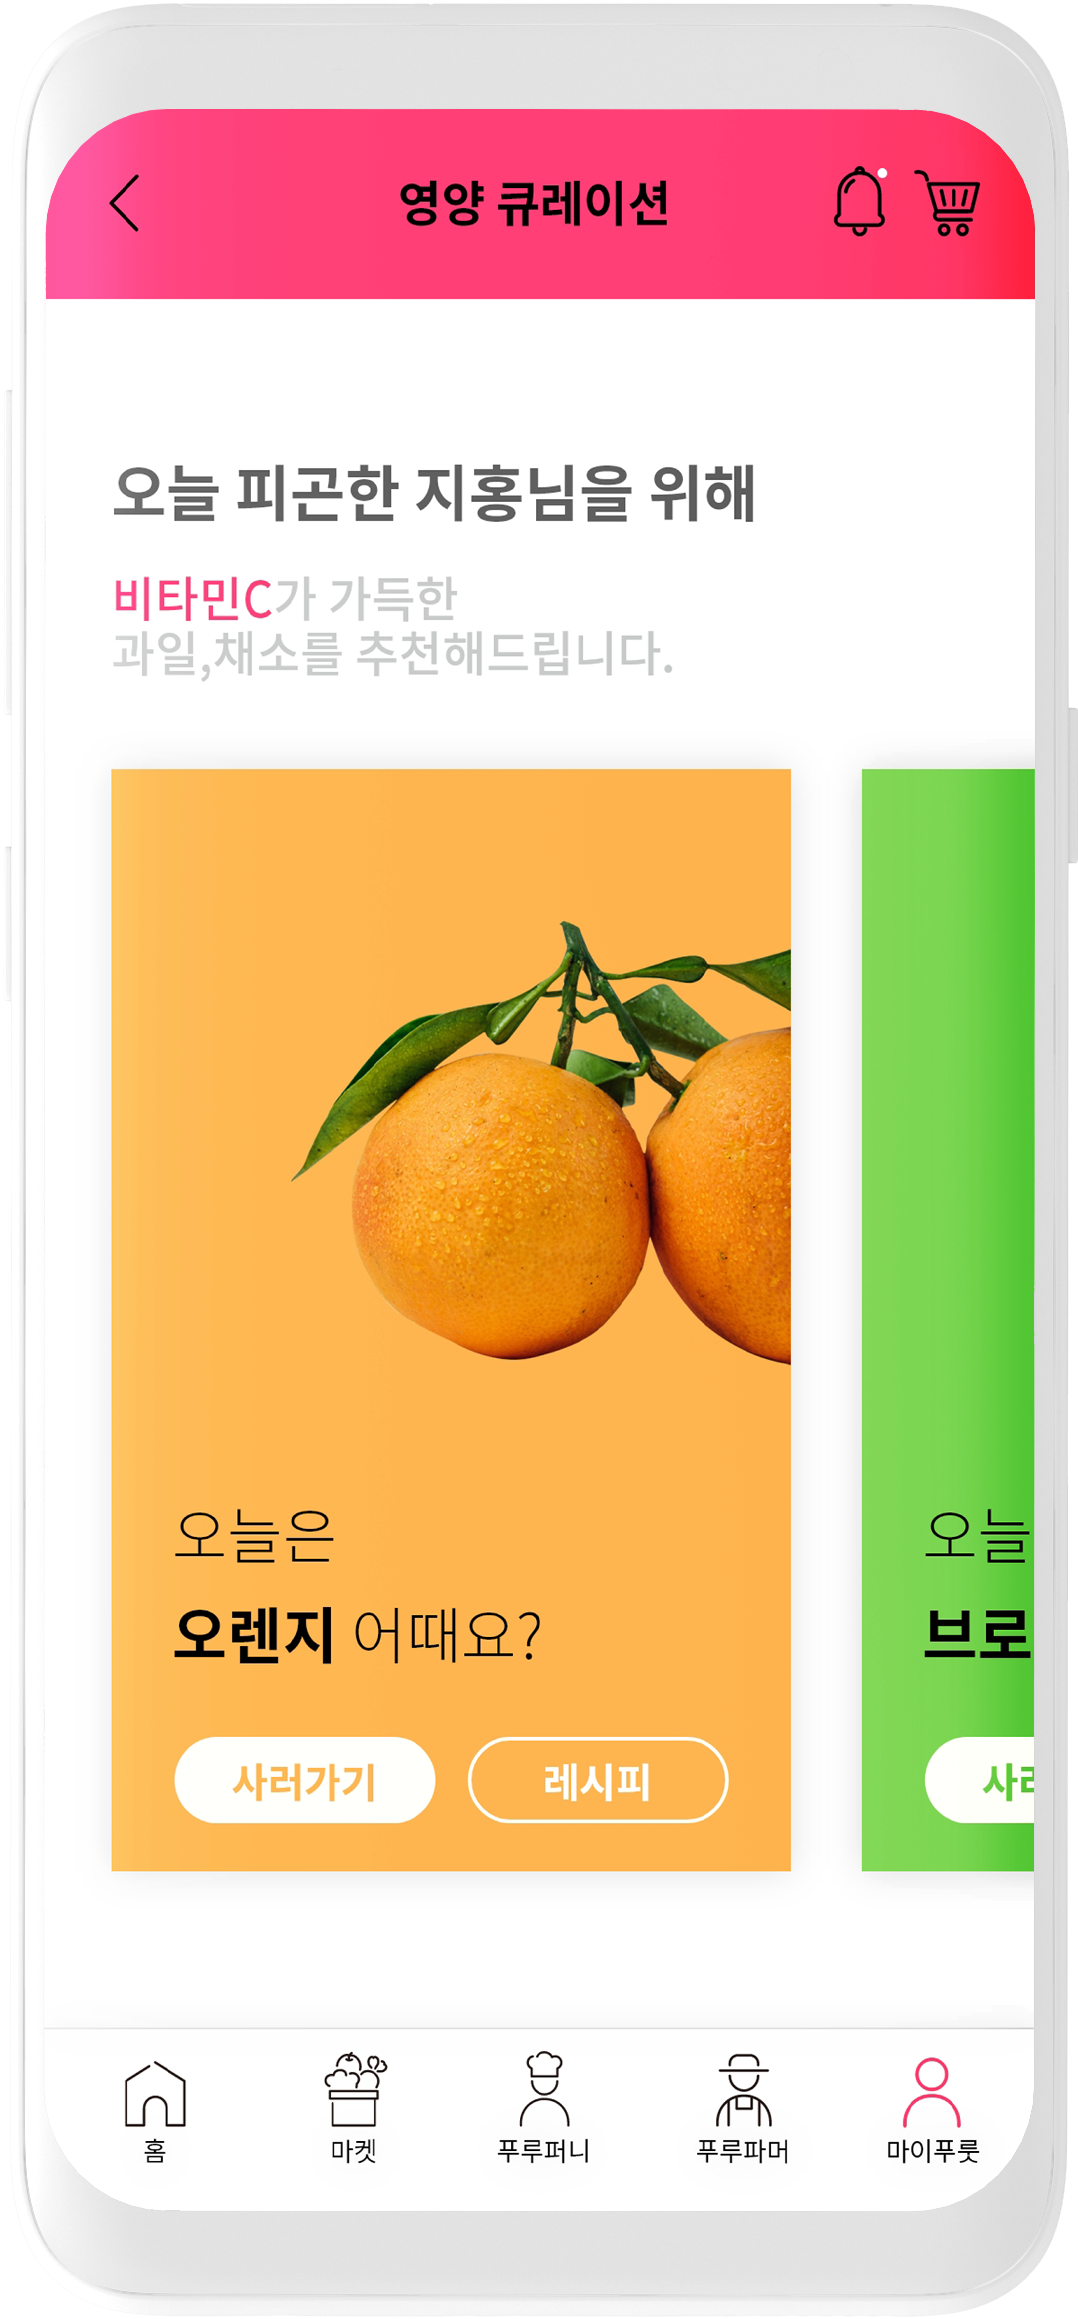 영양 큐레이션
오늘 피곤한 지홍님을 위해
비타민C가 가득한
과일,채소를 추천해드립니다.
오늘은
오렌지 어때요?
사러가기
레시피
오늘
브로
사러
홈
마켓
푸루퍼니
푸루파머
마이푸룻